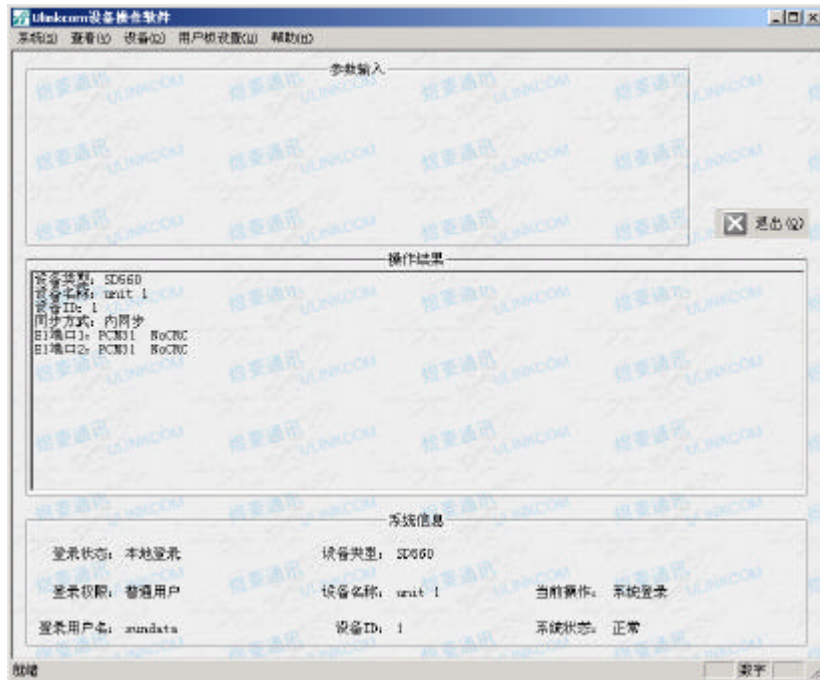 Ulinkcom设备操作软件
系统(S) 查看(V) 设备(D) 用户权设置(U) 帮助(H)
参数输入
退出(Q)
操作结果
设备类型: SD560
设备名称: unit 1
设备ID: 1
同步方式: 内同步
E1端口1: PCM31 NoCRC
E1端口2: PCM31 NoCRC
系统信息
登录状态: 本地登录 设备类型: SD560
登录权限: 普通用户 设备名称: unit 1 当前操作: 系统登录
登录用户名: sundata 设备ID: 1 系统状态: 正常
就绪 数字